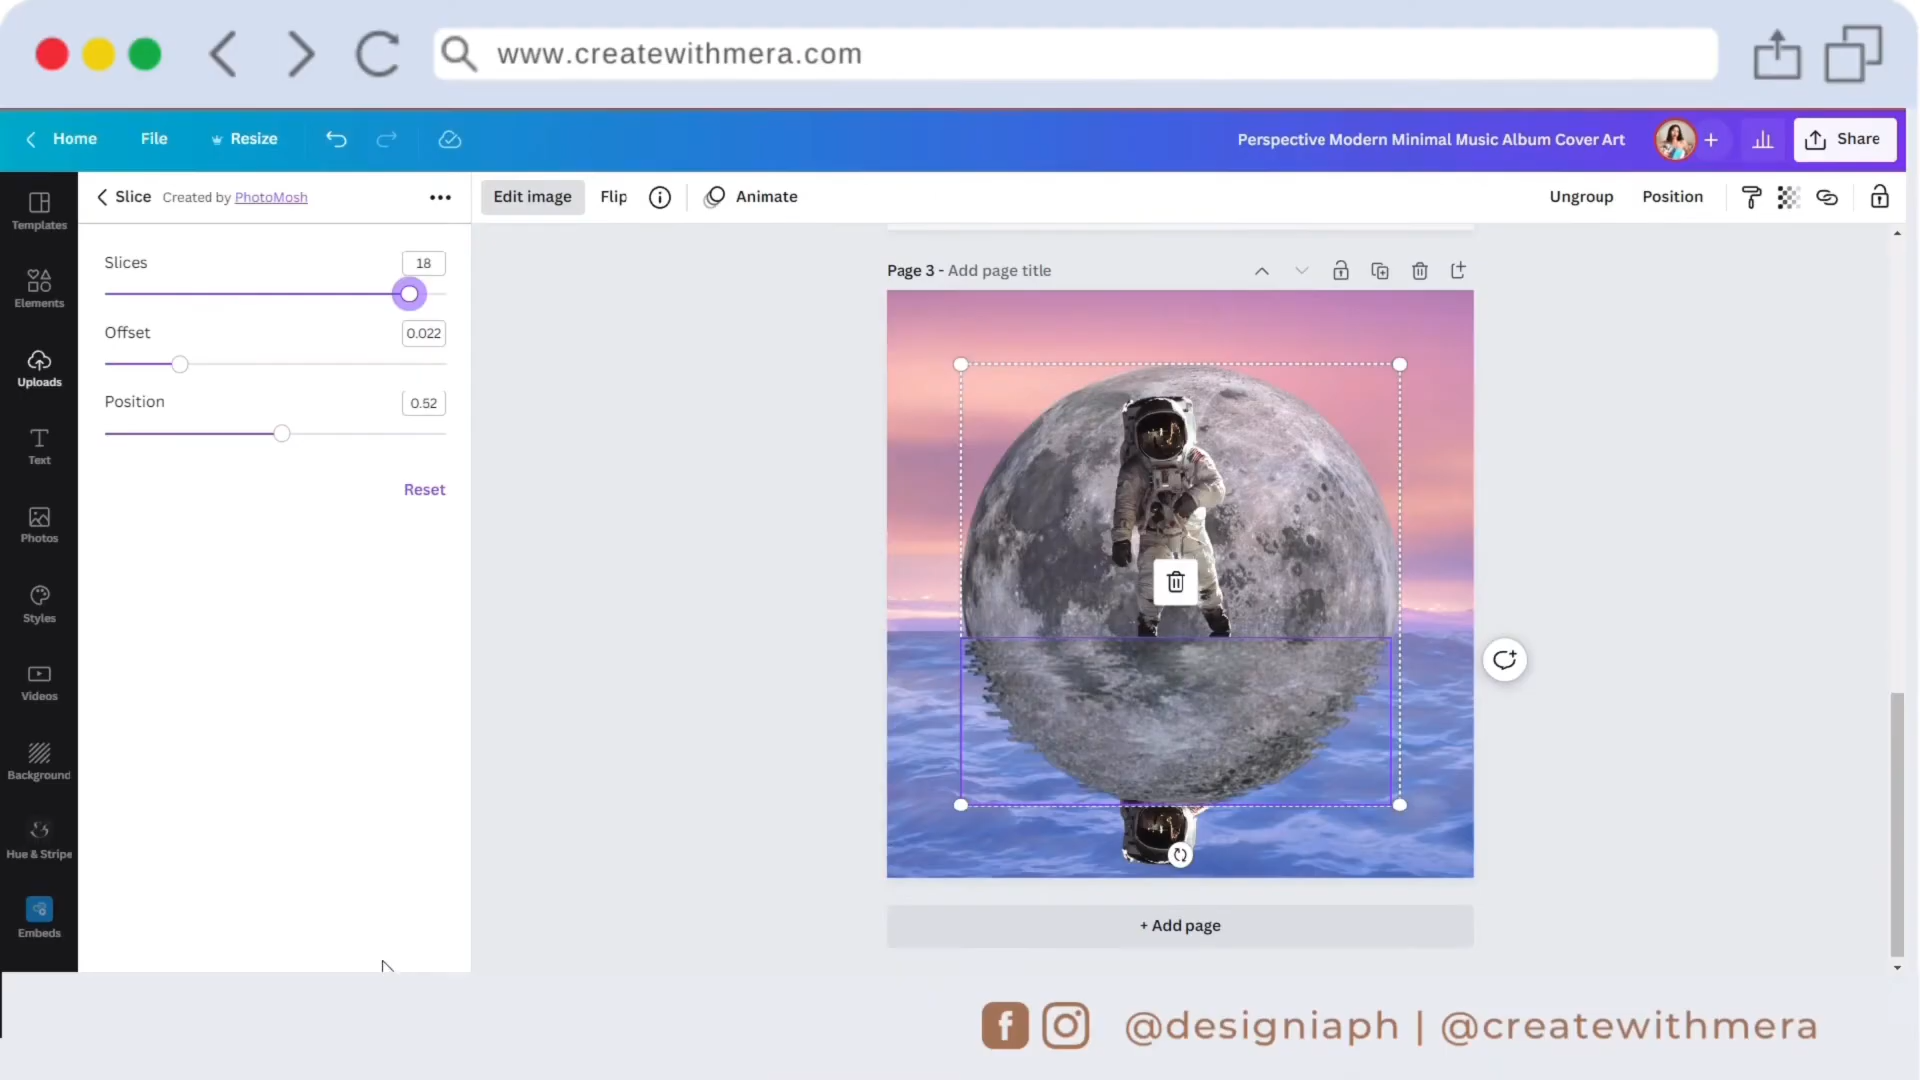 www.createwithmera.com
Home File Resize
Perspective Modern Minimal Music Album Cover Art
Share
Slice Created by PhotoMosh
Edit image Flip Animate
Ungroup Position
Templates
Elements
Uploads
Text
Photos
Styles
Videos
Background
Hue & Stripe
Embeds
Slices 18
Offset 0.022
Position 0.52
Reset
Page 3 - Add page title
+ Add page
@designiaph | @createwithmera